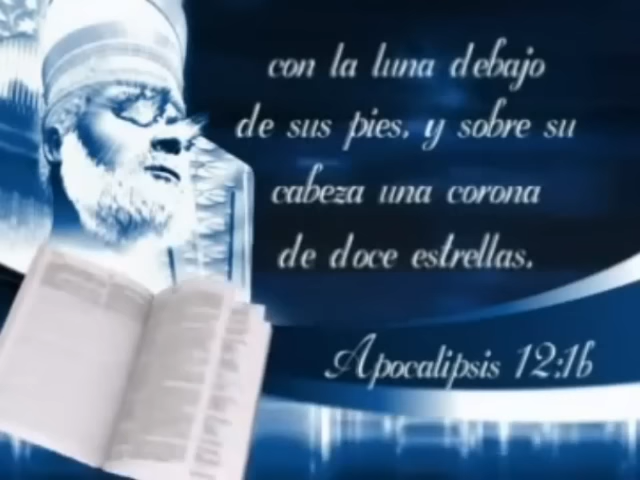 con la luna debajo
de sus pies, y sobre su
cabeza una corona
de doce estrellas.
Apocalipsis 12:1b